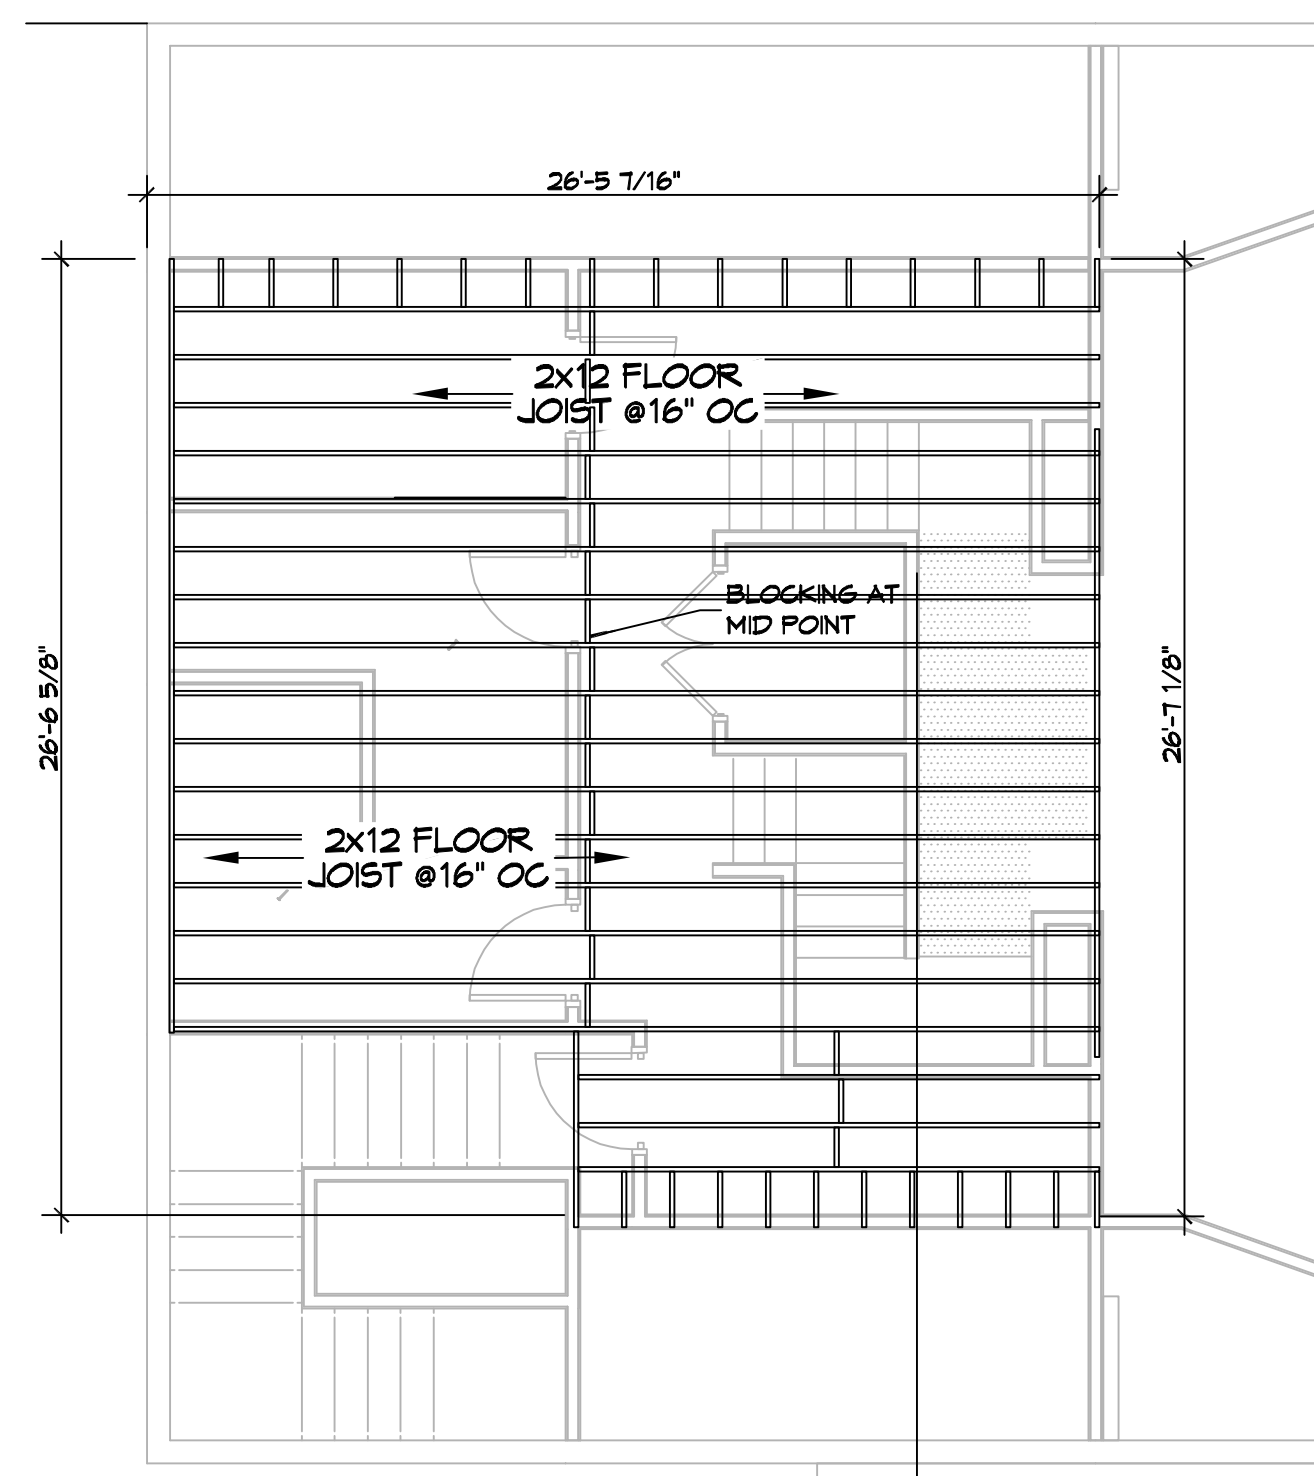 26'-5 7/16"
2x12 FLOOR
JOIST @16" OC
BLOCKING AT
MID POINT
26'-6 5/8"
26'-7 1/8"
2x12 FLOOR
JOIST @16" OC